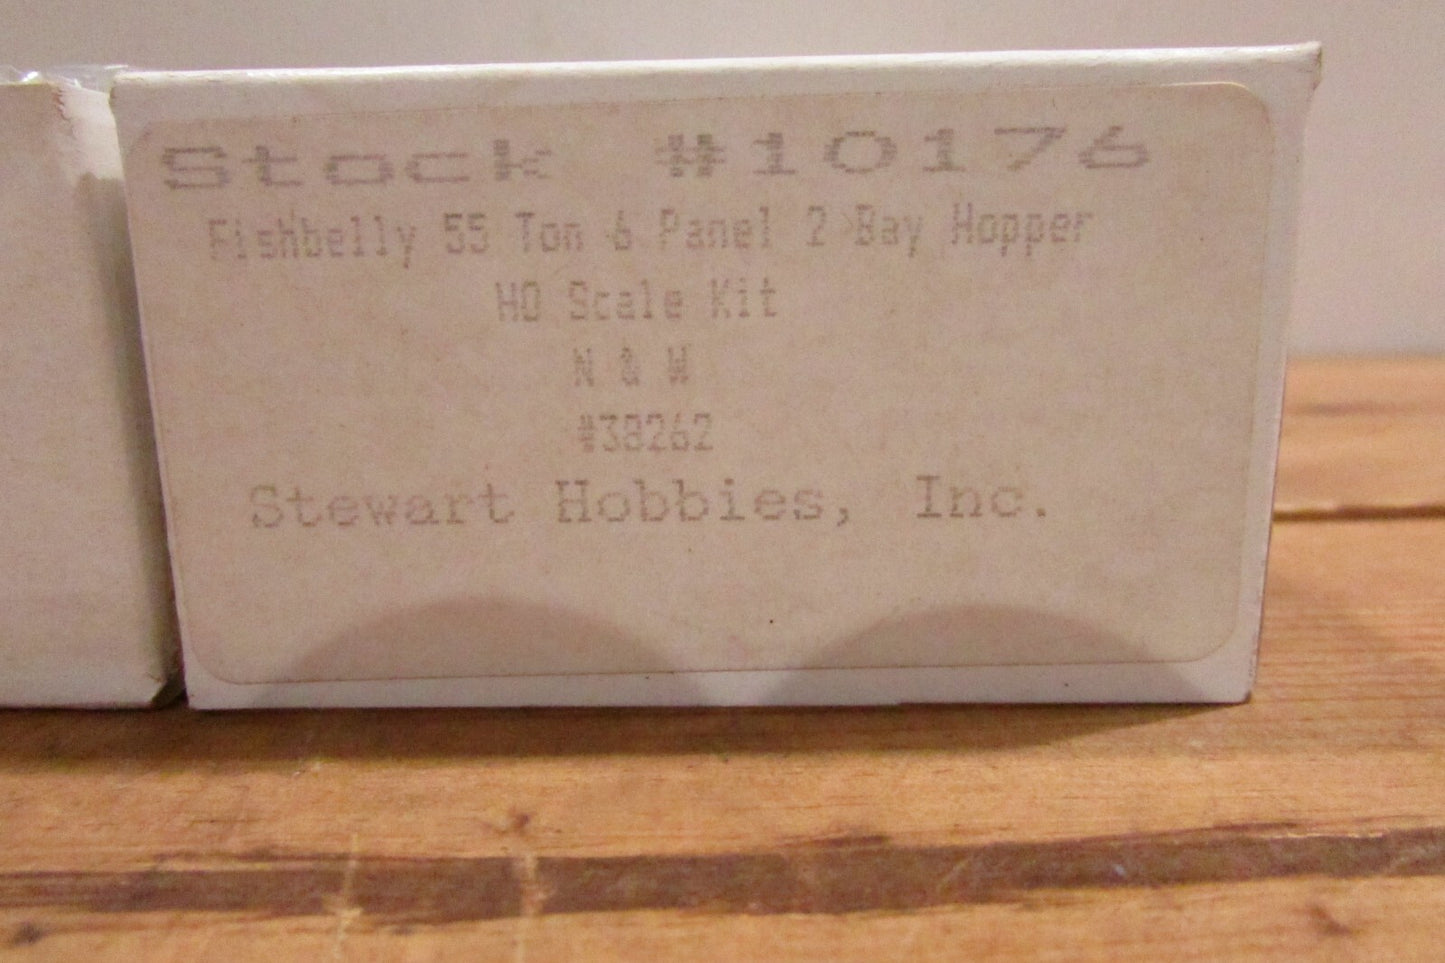 Stock #10176
Fishbelly 55 Ton 6 Panel 2 Bay Hopper
HO Scale Kit
N & W
#38262
Stewart Hobbies, Inc.